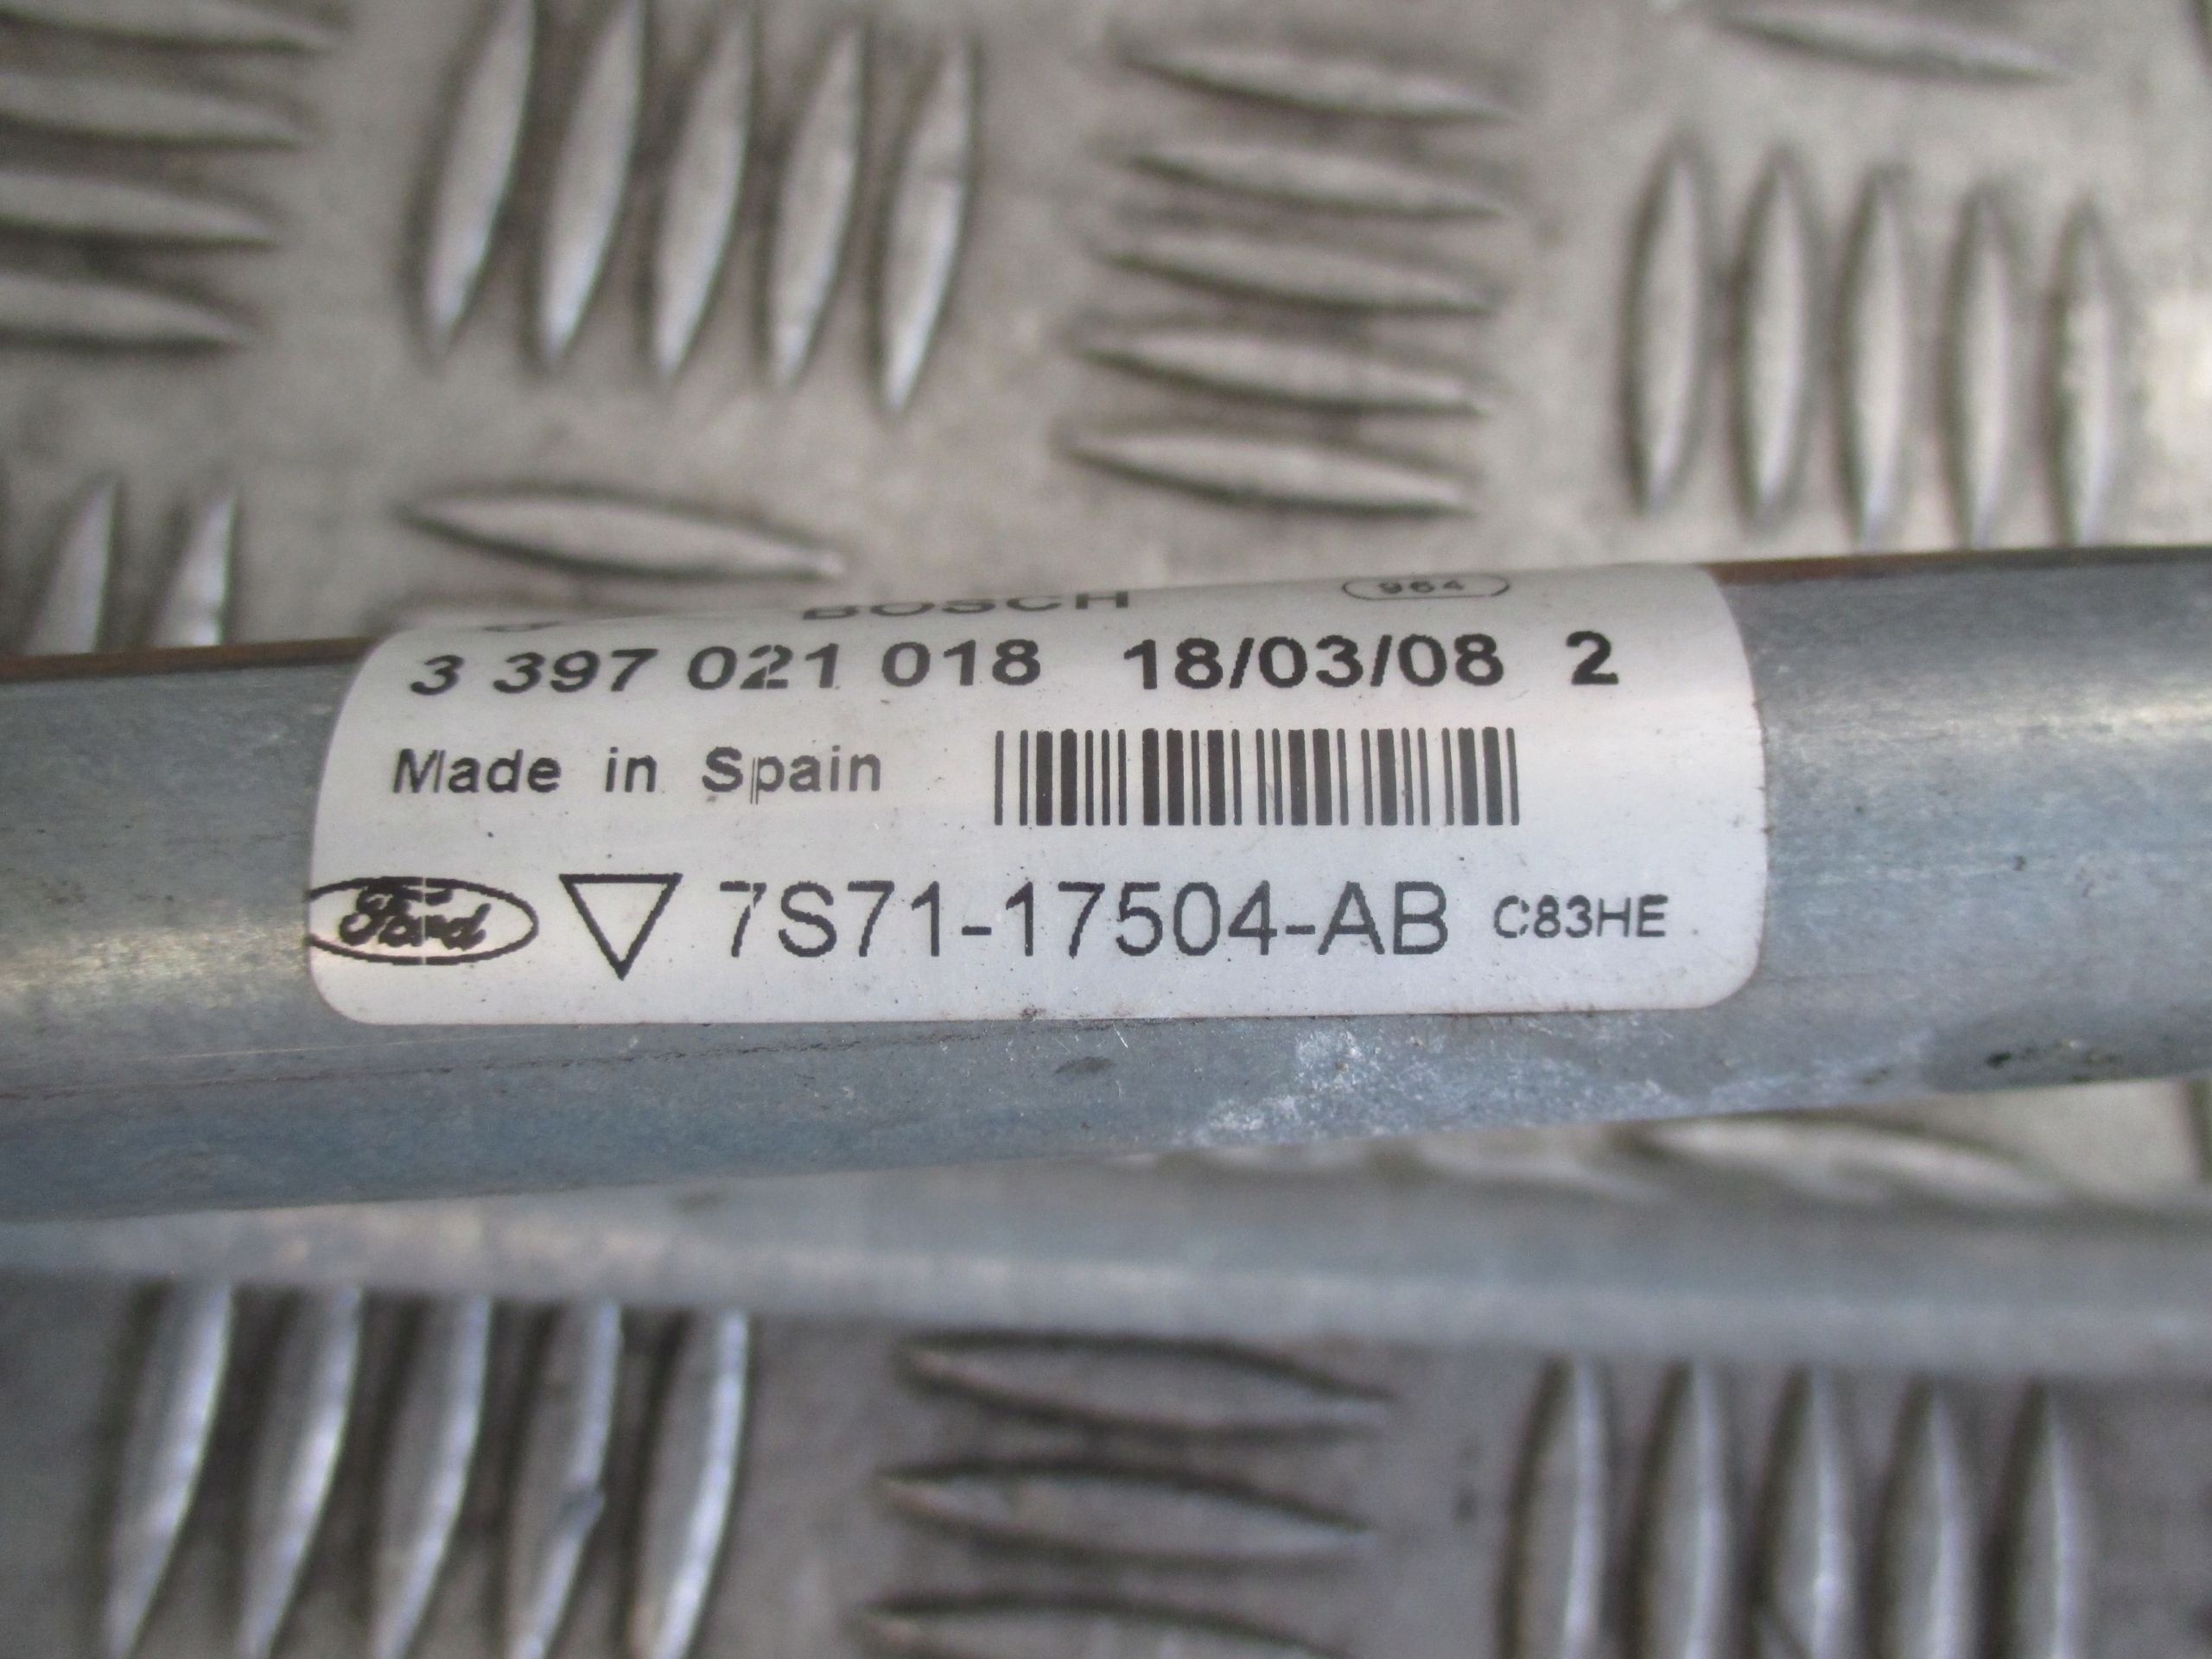 BOSCH 964
3 397 021 018 18/03/08 2
Made in Spain
Ford 7S71-17504-AB C83HE